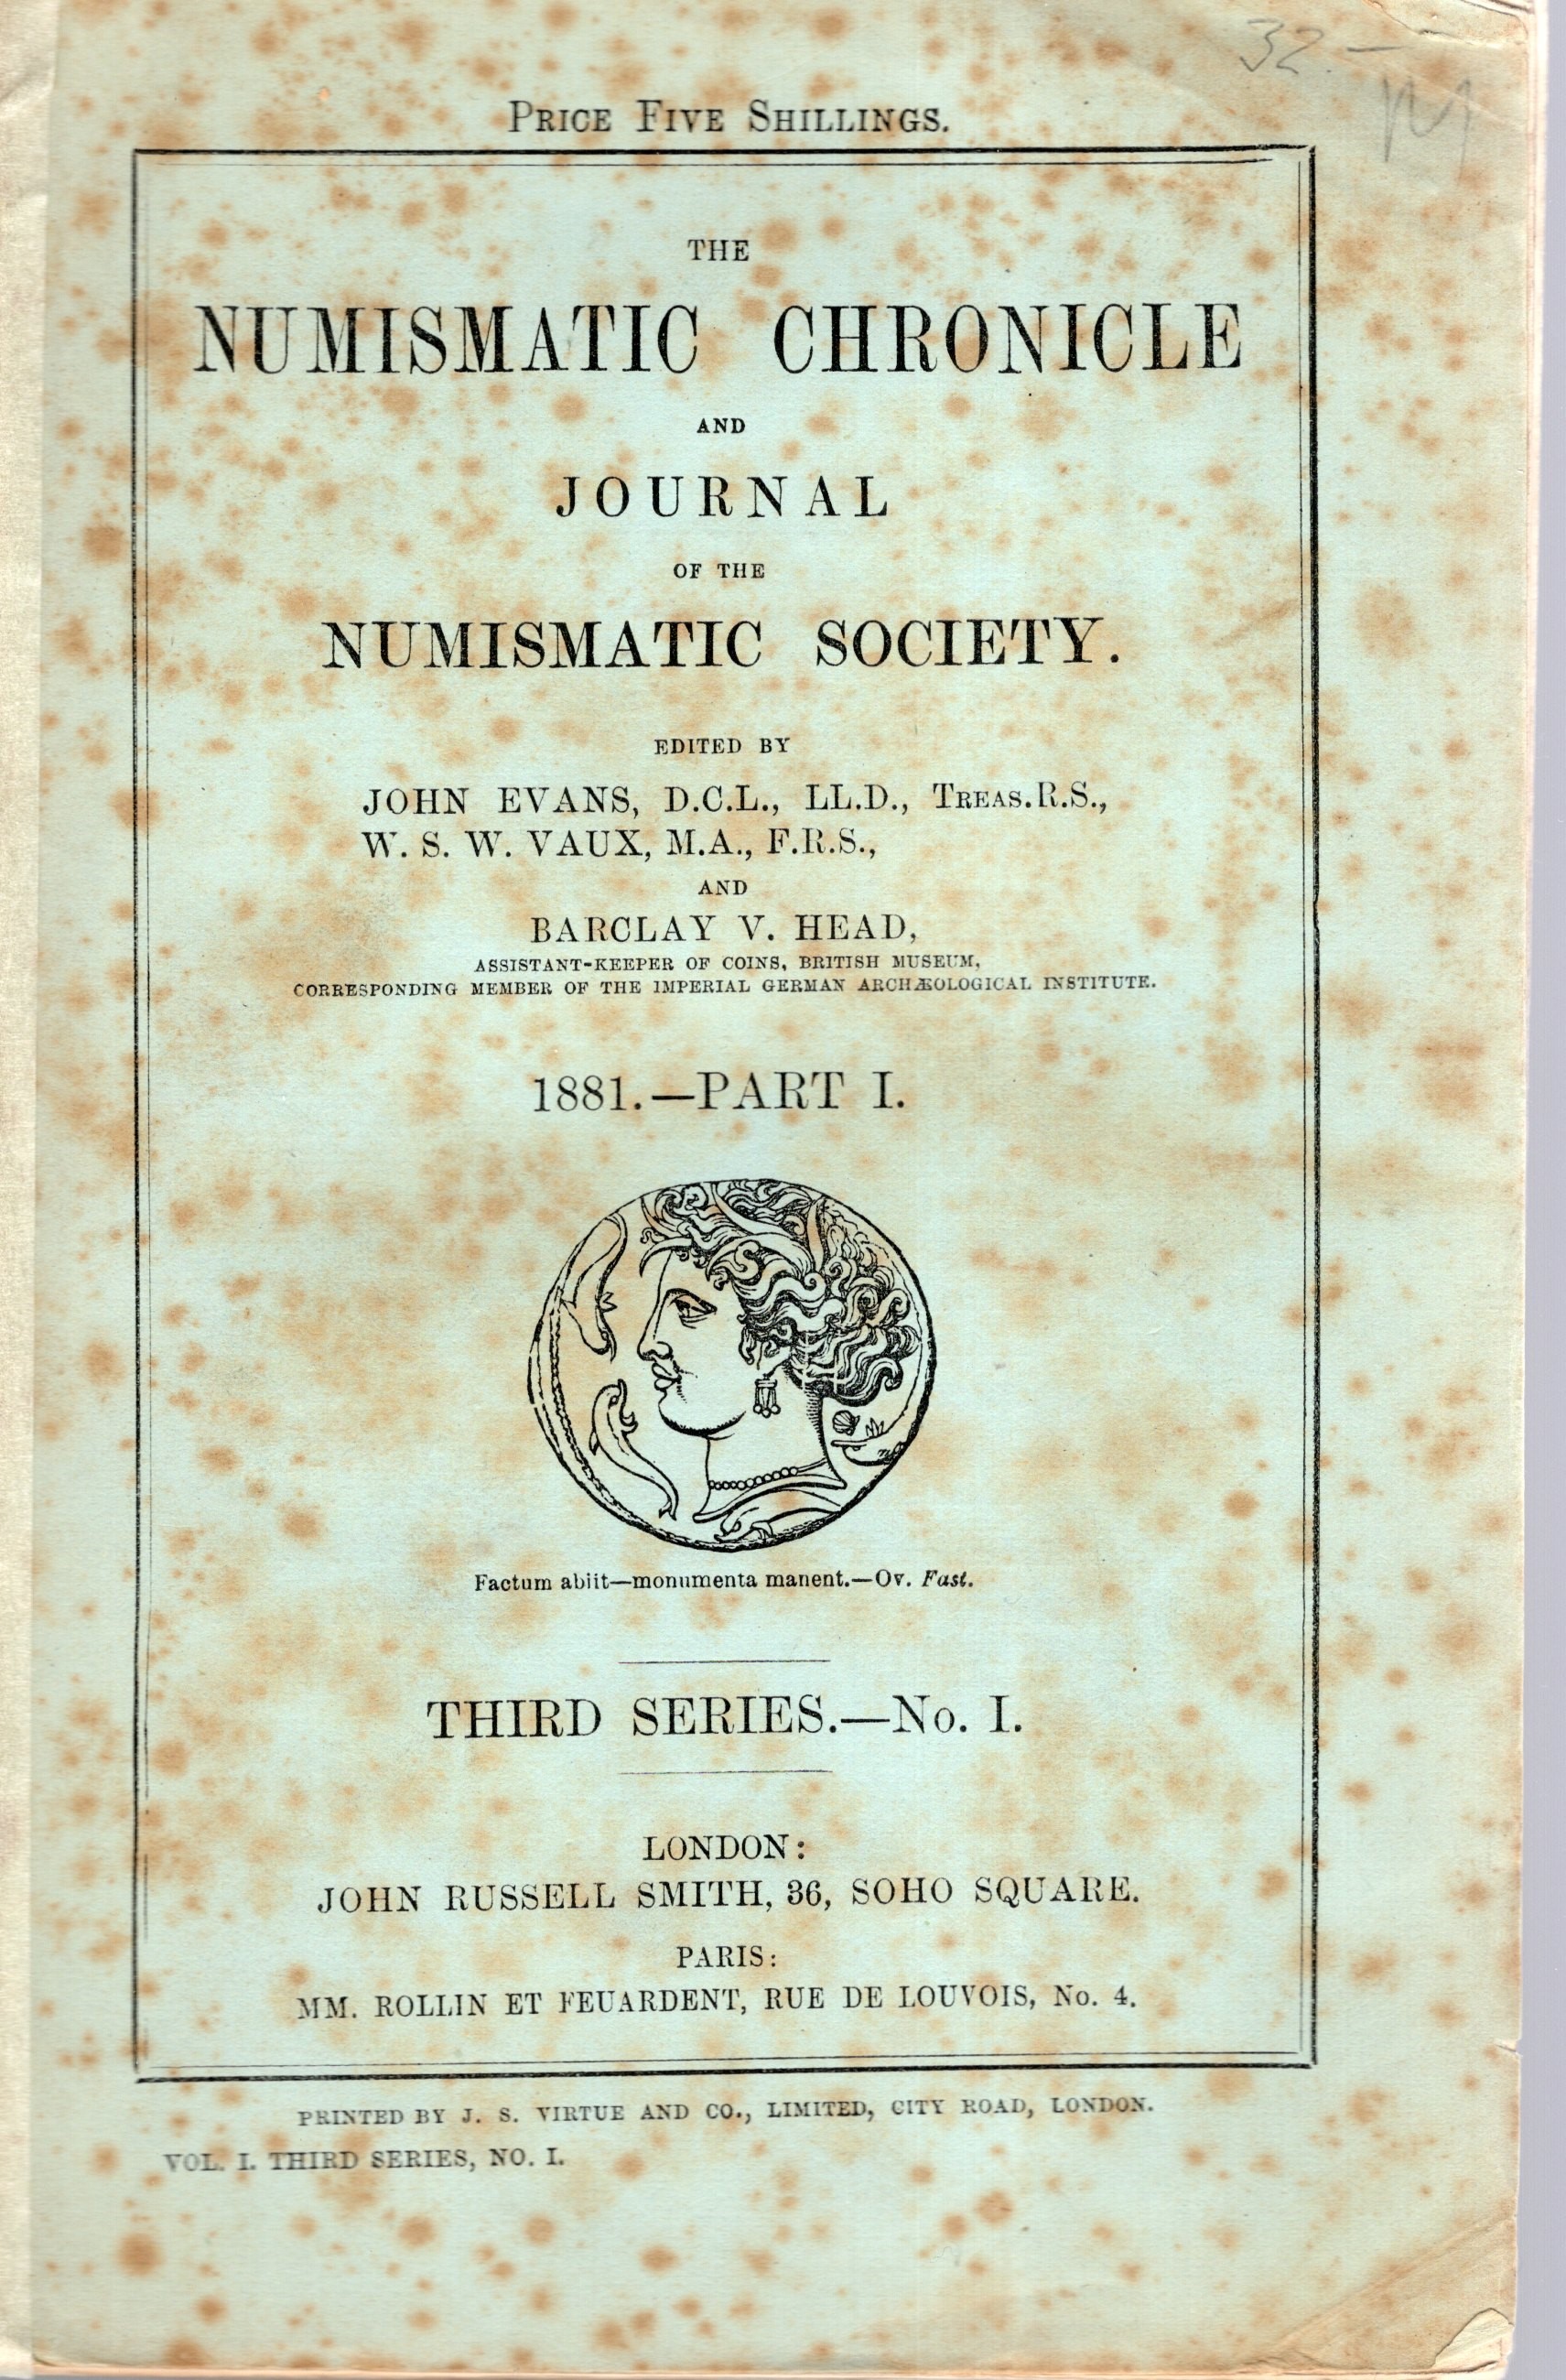 32.—
PRICE FIVE SHILLINGS.
THE
NUMISMATIC CHRONICLE
AND
JOURNAL
OF THE
NUMISMATIC SOCIETY.
EDITED BY
JOHN EVANS, D.C.L., LL.D., TREAS.R.S.,
W. S. W. VAUX, M.A., F.R.S.,
AND
BARCLAY V. HEAD,
ASSISTANT-KEEPER OF COINS, BRITISH MUSEUM,
CORRESPONDING MEMBER OF THE IMPERIAL GERMAN ARCHÆOLOGICAL INSTITUTE.
1881.—PART I.
Factum abiit—monumenta manent.—Ov. Fast.
THIRD SERIES.—No. I.
LONDON:
JOHN RUSSELL SMITH, 36, SOHO SQUARE.
PARIS:
MM. ROLLIN ET FEUARDENT, RUE DE LOUVOIS, No. 4.
PRINTED BY J. S. VIRTUE AND CO., LIMITED, CITY ROAD, LONDON.
VOL. I. THIRD SERIES, NO. I.